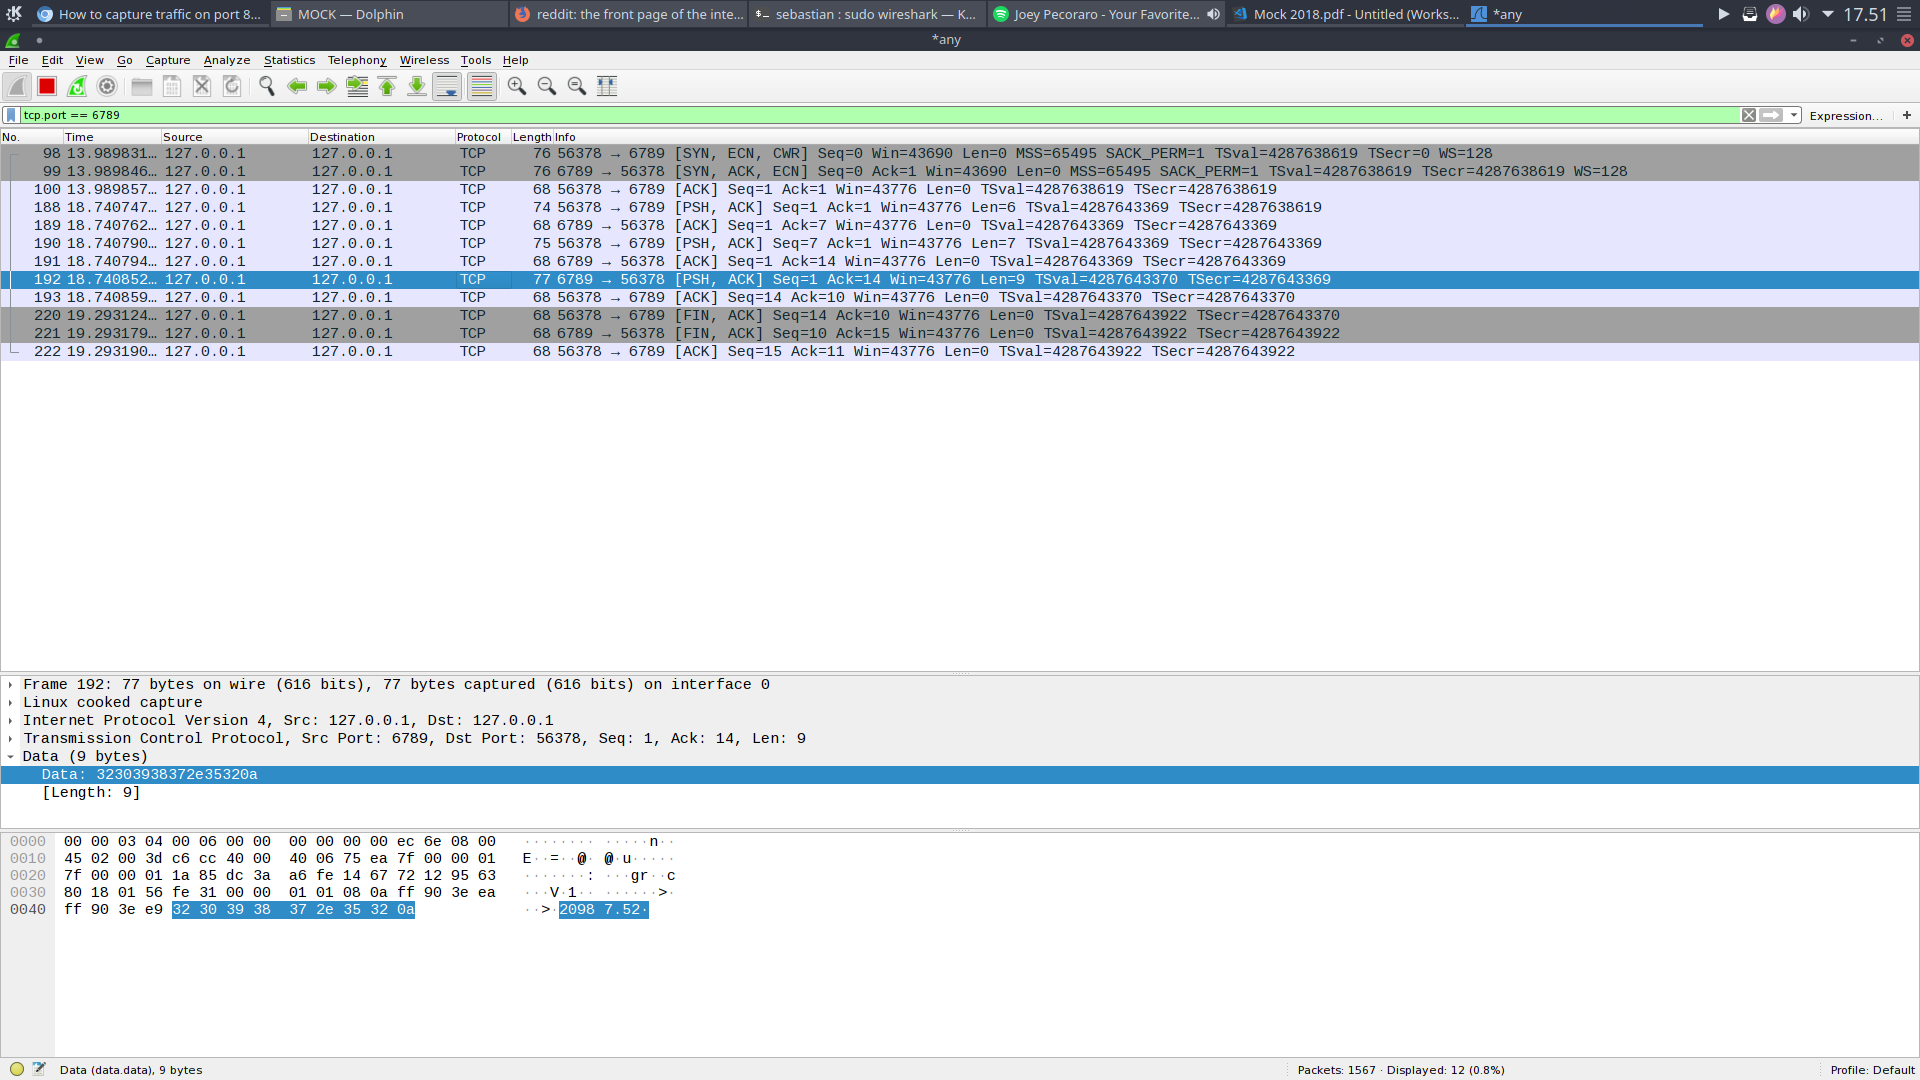 How to capture traffic on port 8... MOCK — Dolphin reddit: the front page of the inte... sebastian : sudo wireshark — K... Joey Pecoraro - Your Favorite... Mock 2018.pdf - Untitled (Works... *any 17.51
*any
File Edit View Go Capture Analyze Statistics Telephony Wireless Tools Help
tcp.port == 6789 Expression... +
No. Time Source Destination Protocol Length Info
98 13.989831... 127.0.0.1 127.0.0.1 TCP 76 56378 → 6789 [SYN, ECN, CWR] Seq=0 Win=43690 Len=0 MSS=65495 SACK_PERM=1 TSval=4287638619 TSecr=0 WS=128
99 13.989846... 127.0.0.1 127.0.0.1 TCP 76 6789 → 56378 [SYN, ACK, ECN] Seq=0 Ack=1 Win=43690 Len=0 MSS=65495 SACK_PERM=1 TSval=4287638619 TSecr=4287638619 WS=128
100 13.989857... 127.0.0.1 127.0.0.1 TCP 68 56378 → 6789 [ACK] Seq=1 Ack=1 Win=43776 Len=0 TSval=4287638619 TSecr=4287638619
188 18.740747... 127.0.0.1 127.0.0.1 TCP 74 56378 → 6789 [PSH, ACK] Seq=1 Ack=1 Win=43776 Len=6 TSval=4287643369 TSecr=4287638619
189 18.740762... 127.0.0.1 127.0.0.1 TCP 68 6789 → 56378 [ACK] Seq=1 Ack=7 Win=43776 Len=0 TSval=4287643369 TSecr=4287643369
190 18.740790... 127.0.0.1 127.0.0.1 TCP 75 56378 → 6789 [PSH, ACK] Seq=7 Ack=1 Win=43776 Len=7 TSval=4287643369 TSecr=4287643369
191 18.740794... 127.0.0.1 127.0.0.1 TCP 68 6789 → 56378 [ACK] Seq=1 Ack=14 Win=43776 Len=0 TSval=4287643369 TSecr=4287643369
192 18.740852... 127.0.0.1 127.0.0.1 TCP 77 6789 → 56378 [PSH, ACK] Seq=1 Ack=14 Win=43776 Len=9 TSval=4287643370 TSecr=4287643369
193 18.740859... 127.0.0.1 127.0.0.1 TCP 68 56378 → 6789 [ACK] Seq=14 Ack=10 Win=43776 Len=0 TSval=4287643370 TSecr=4287643370
220 19.293124... 127.0.0.1 127.0.0.1 TCP 68 56378 → 6789 [FIN, ACK] Seq=14 Ack=10 Win=43776 Len=0 TSval=4287643922 TSecr=4287643370
221 19.293179... 127.0.0.1 127.0.0.1 TCP 68 6789 → 56378 [FIN, ACK] Seq=10 Ack=15 Win=43776 Len=0 TSval=4287643922 TSecr=4287643922
222 19.293190... 127.0.0.1 127.0.0.1 TCP 68 56378 → 6789 [ACK] Seq=15 Ack=11 Win=43776 Len=0 TSval=4287643922 TSecr=4287643922
Frame 192: 77 bytes on wire (616 bits), 77 bytes captured (616 bits) on interface 0
Linux cooked capture
Internet Protocol Version 4, Src: 127.0.0.1, Dst: 127.0.0.1
Transmission Control Protocol, Src Port: 6789, Dst Port: 56378, Seq: 1, Ack: 14, Len: 9
Data (9 bytes)
Data: 32303938372e35320a
[Length: 9]
0000 00 00 03 04 00 06 00 00 00 00 00 00 ec 6e 08 00 ········ ·····n··
0010 45 02 00 3d c6 cc 40 00 40 06 75 ea 7f 00 00 01 E··=··@· @·u·····
0020 7f 00 00 01 1a 85 dc 3a a6 fe 14 67 72 12 95 63 ·······: ···gr··c
0030 80 18 01 56 fe 31 00 00 01 01 08 0a ff 90 3e ea ···V·1·· ······>·
0040 ff 90 3e e9 32 30 39 38 37 2e 35 32 0a ··>·2098 7.52·
Data (data.data), 9 bytes Packets: 1567 · Displayed: 12 (0.8%) Profile: Default